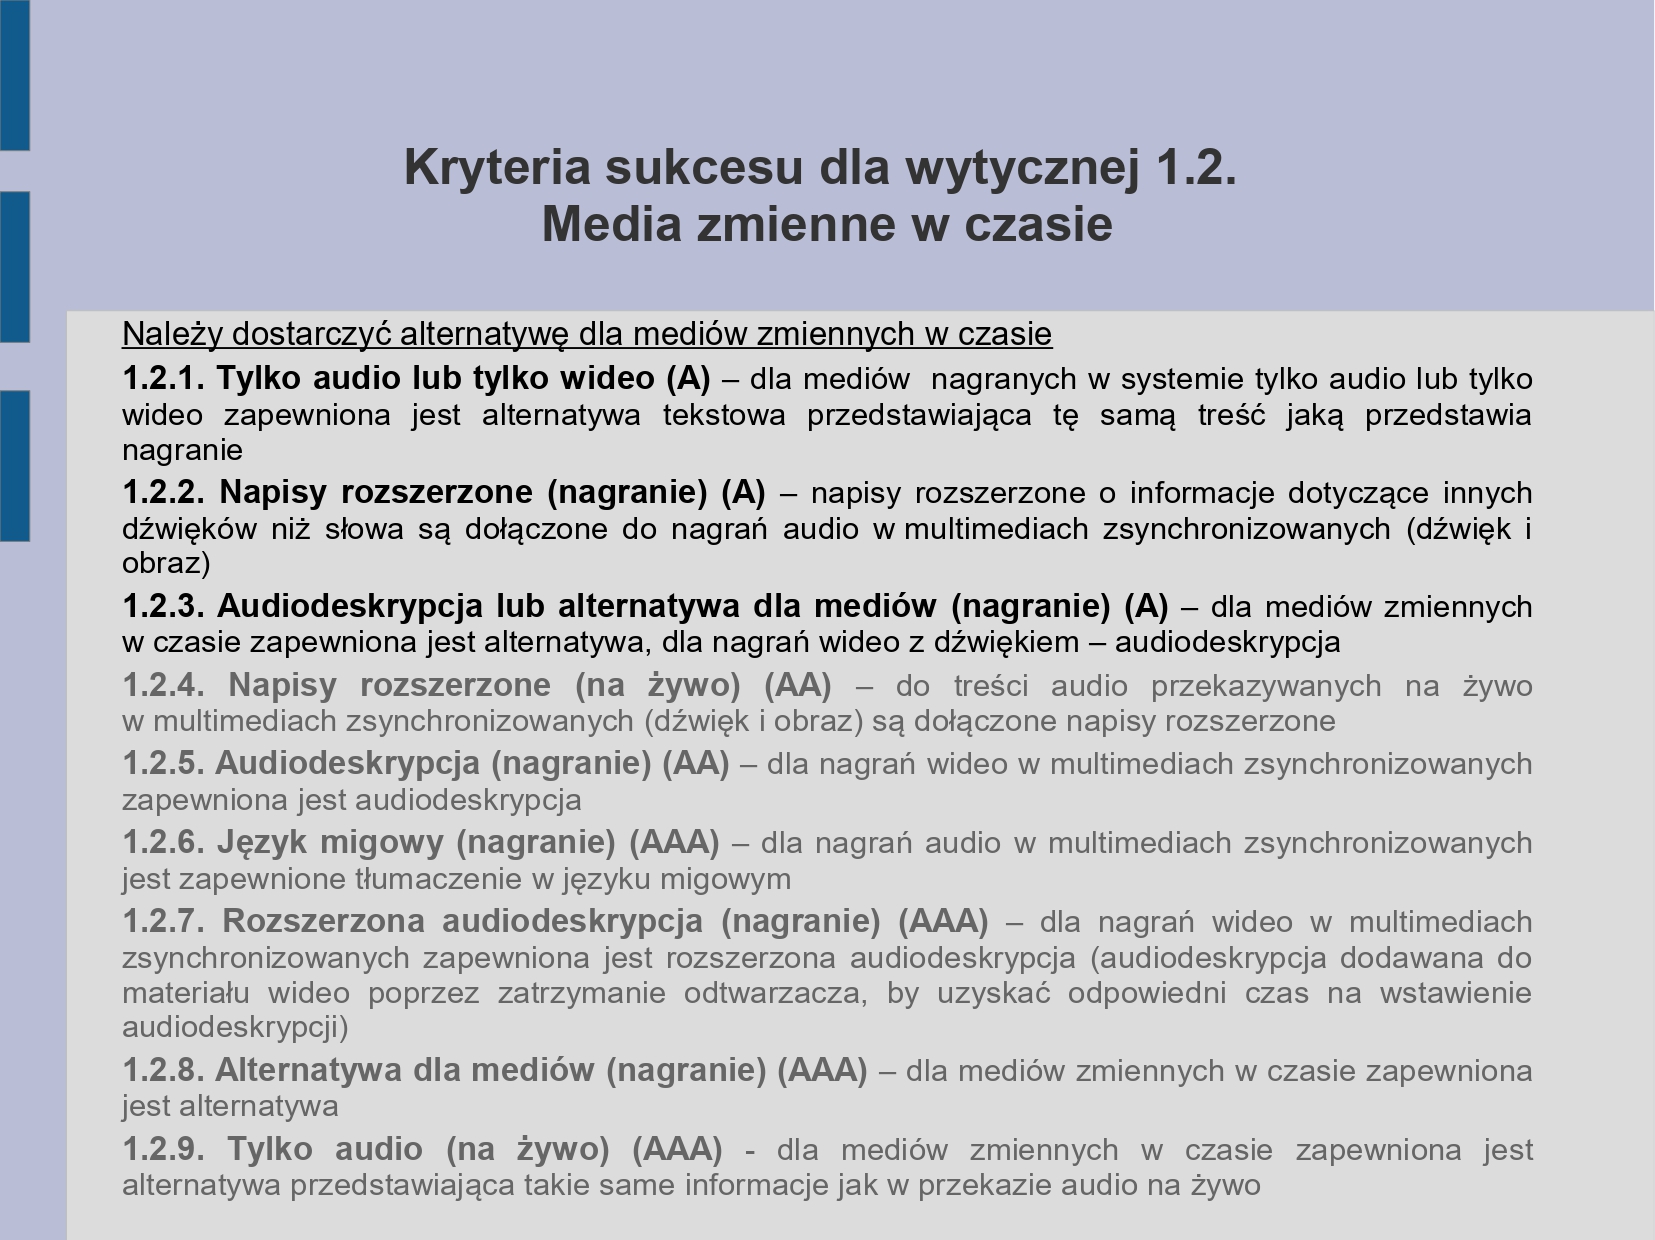 Kryteria sukcesu dla wytycznej 1.2.
Media zmienne w czasie
Należy dostarczyć alternatywę dla mediów zmiennych w czasie
1.2.1. Tylko audio lub tylko wideo (A) – dla mediów  nagranych w systemie tylko audio lub tylko
wideo zapewniona jest alternatywa tekstowa przedstawiająca tę samą treść jaką przedstawia
nagranie
1.2.2. Napisy rozszerzone (nagranie) (A) – napisy rozszerzone o informacje dotyczące innych
dźwięków niż słowa są dołączone do nagrań audio w multimediach zsynchronizowanych (dźwięk i
obraz)
1.2.3. Audiodeskrypcja lub alternatywa dla mediów (nagranie) (A) – dla mediów zmiennych
w czasie zapewniona jest alternatywa, dla nagrań wideo z dźwiękiem – audiodeskrypcja
1.2.4. Napisy rozszerzone (na żywo) (AA) – do treści audio przekazywanych na żywo
w multimediach zsynchronizowanych (dźwięk i obraz) są dołączone napisy rozszerzone
1.2.5. Audiodeskrypcja (nagranie) (AA) – dla nagrań wideo w multimediach zsynchronizowanych
zapewniona jest audiodeskrypcja
1.2.6. Język migowy (nagranie) (AAA) – dla nagrań audio w multimediach zsynchronizowanych
jest zapewnione tłumaczenie w języku migowym
1.2.7. Rozszerzona audiodeskrypcja (nagranie) (AAA) – dla nagrań wideo w multimediach
zsynchronizowanych zapewniona jest rozszerzona audiodeskrypcja (audiodeskrypcja dodawana do
materiału wideo poprzez zatrzymanie odtwarzacza, by uzyskać odpowiedni czas na wstawienie
audiodeskrypcji)
1.2.8. Alternatywa dla mediów (nagranie) (AAA) – dla mediów zmiennych w czasie zapewniona
jest alternatywa
1.2.9. Tylko audio (na żywo) (AAA) - dla mediów zmiennych w czasie zapewniona jest
alternatywa przedstawiająca takie same informacje jak w przekazie audio na żywo